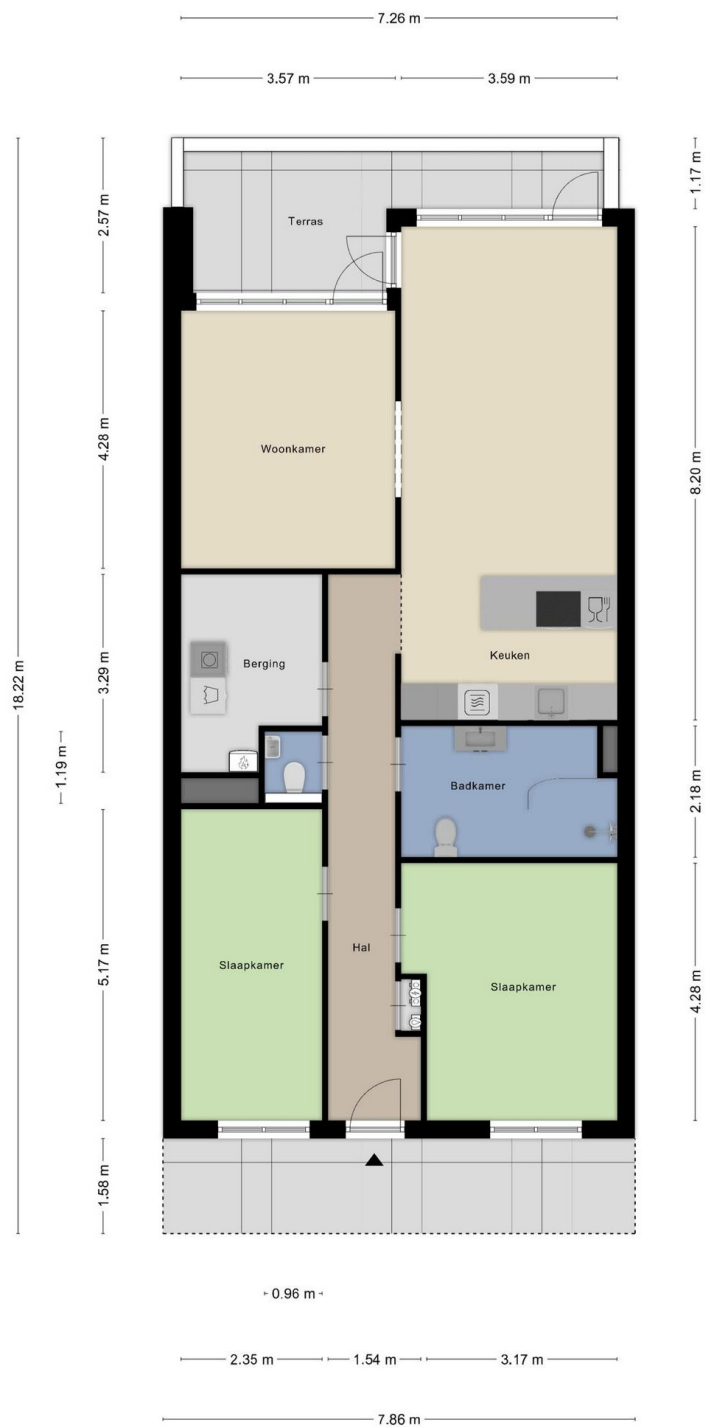 7.26 m
3.57 m
3.59 m
1.17 m
2.57 m
Terras
4.28 m
Woonkamer
8.20 m
18.22 m
3.29 m
Berging
Keuken
1.19 m
Badkamer
2.18 m
5.17 m
Slaapkamer
Hal
Slaapkamer
4.28 m
1.58 m
0.96 m
2.35 m
1.54 m
3.17 m
7.86 m